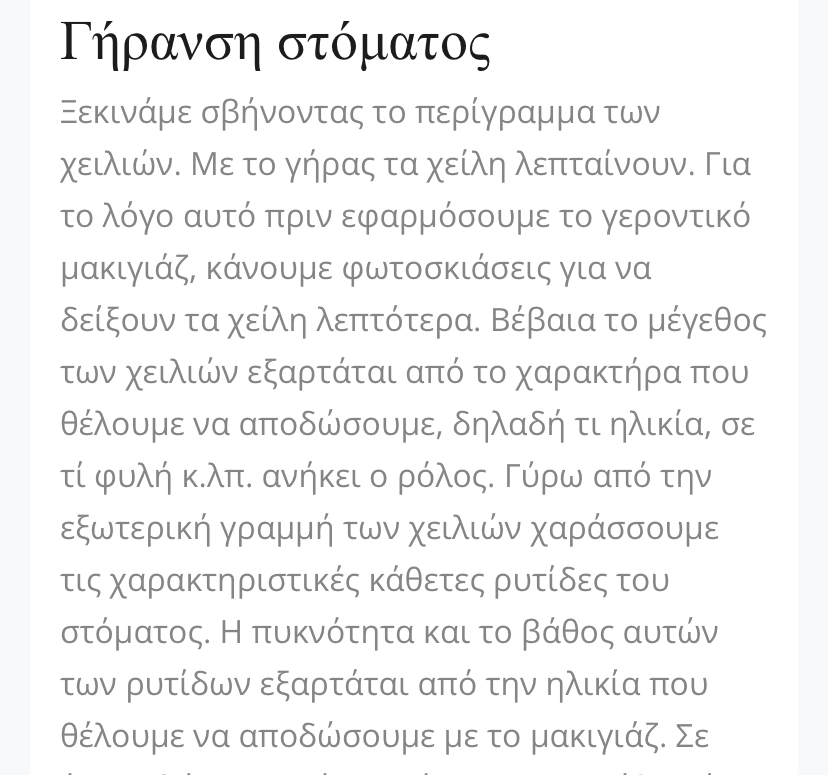 Γήρανση στόματος
Ξεκινάμε σβήνοντας το περίγραμμα των
χειλιών. Με το γήρας τα χείλη λεπταίνουν. Για
το λόγο αυτό πριν εφαρμόσουμε το γεροντικό
μακιγιάζ, κάνουμε φωτοσκιάσεις για να
δείξουν τα χείλη λεπτότερα. Βέβαια το μέγεθος
των χειλιών εξαρτάται από το χαρακτήρα που
θέλουμε να αποδώσουμε, δηλαδή τι ηλικία, σε
τί φυλή κ.λπ. ανήκει ο ρόλος. Γύρω από την
εξωτερική γραμμή των χειλιών χαράσσουμε
τις χαρακτηριστικές κάθετες ρυτίδες του
στόματος. Η πυκνότητα και το βάθος αυτών
των ρυτίδων εξαρτάται από την ηλικία που
θέλουμε να αποδώσουμε με το μακιγιάζ. Σε